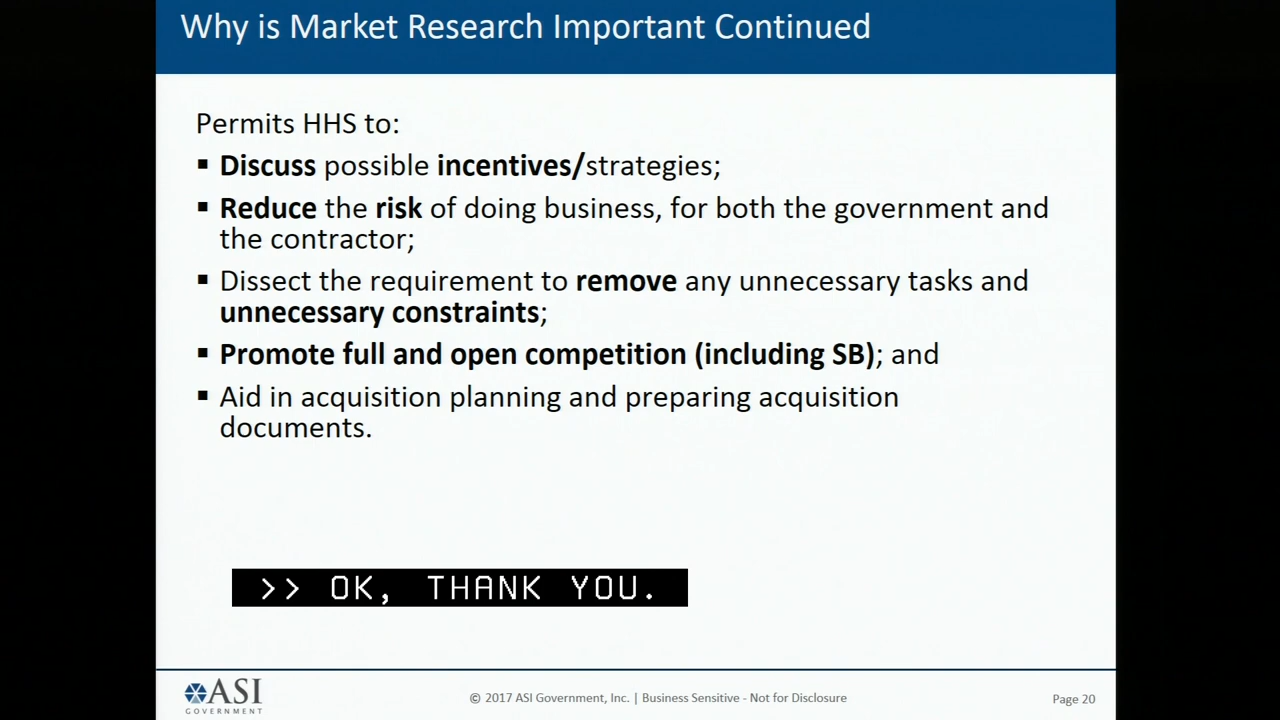 Why is Market Research Important Continued
Permits HHS to:
▪ Discuss possible incentives/strategies;
▪ Reduce the risk of doing business, for both the government and
the contractor;
▪ Dissect the requirement to remove any unnecessary tasks and
unnecessary constraints;
▪ Promote full and open competition (including SB); and
▪ Aid in acquisition planning and preparing acquisition
documents.
>> OK, THANK YOU.
ASI
GOVERNMENT
© 2017 ASI Government, Inc. | Business Sensitive - Not for Disclosure
Page 20